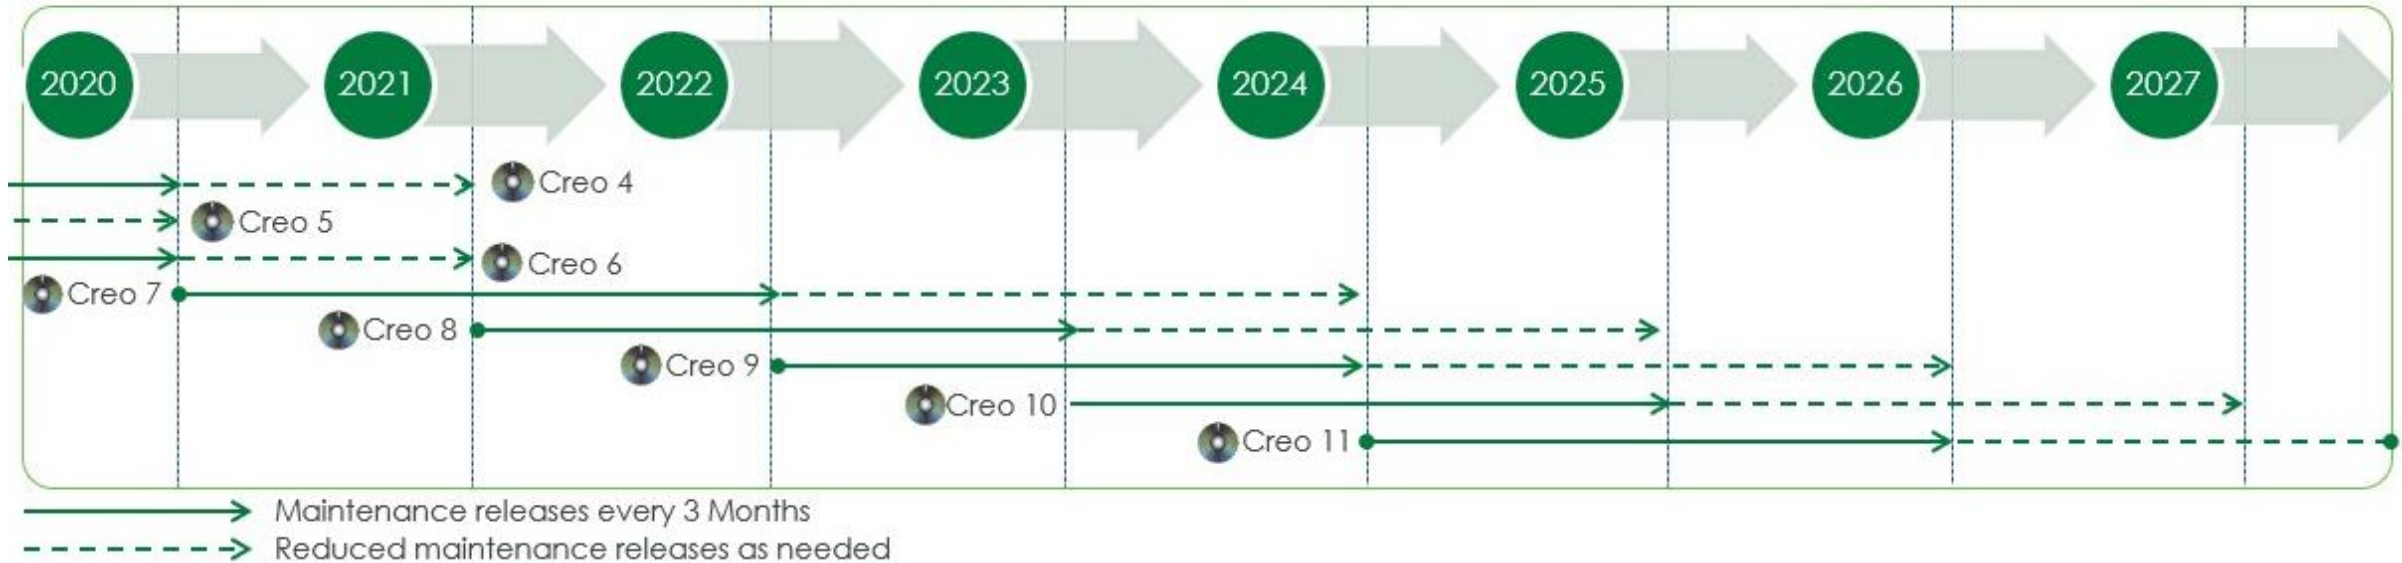 2020 2021 2022 2023 2024 2025 2026 2027
Creo 4
Creo 5
Creo 6
Creo 7
Creo 8
Creo 9
Creo 10
Creo 11
Maintenance releases every 3 Months
Reduced maintenance releases as needed